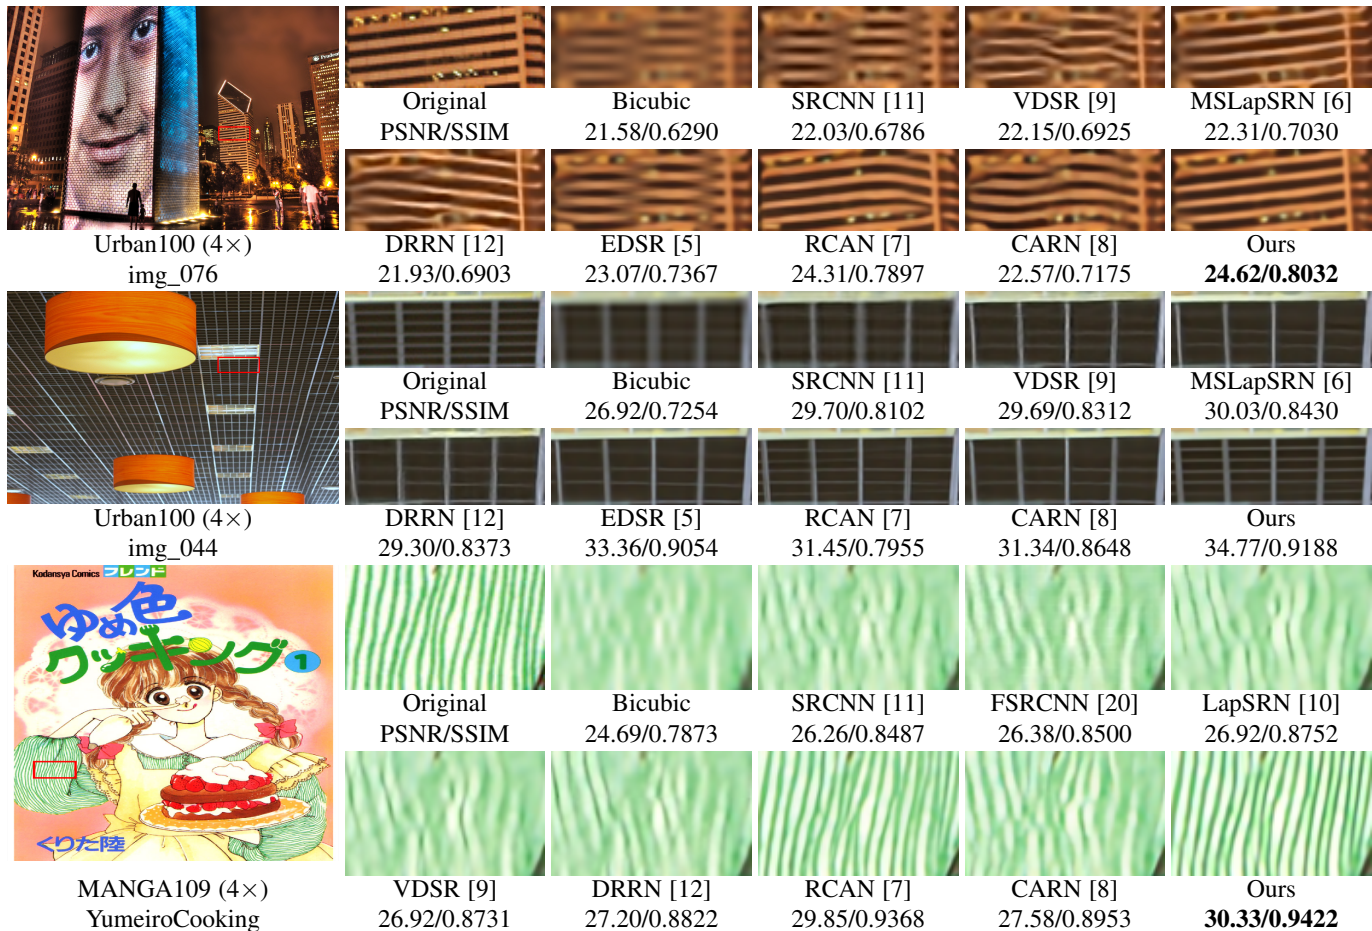 Original Bicubic SRCNN [11] VDSR [9] MSLapSRN [6]
PSNR/SSIM 21.58/0.6290 22.03/0.6786 22.15/0.6925 22.31/0.7030
Urban100 (4×) DRRN [12] EDSR [5] RCAN [7] CARN [8] Ours
img_076 21.93/0.6903 23.07/0.7367 24.31/0.7897 22.57/0.7175 24.62/0.8032
Original Bicubic SRCNN [11] VDSR [9] MSLapSRN [6]
PSNR/SSIM 26.92/0.7254 29.70/0.8102 29.69/0.8312 30.03/0.8430
Urban100 (4×) DRRN [12] EDSR [5] RCAN [7] CARN [8] Ours
img_044 29.30/0.8373 33.36/0.9054 31.45/0.7955 31.34/0.8648 34.77/0.9188
Kodansya Comics フレンド
ゆめ色
クッキング 1
くりた陸
Original Bicubic SRCNN [11] FSRCNN [20] LapSRN [10]
PSNR/SSIM 24.69/0.7873 26.26/0.8487 26.38/0.8500 26.92/0.8752
MANGA109 (4×) VDSR [9] DRRN [12] RCAN [7] CARN [8] Ours
YumeiroCooking 26.92/0.8731 27.20/0.8822 29.85/0.9368 27.58/0.8953 30.33/0.9422